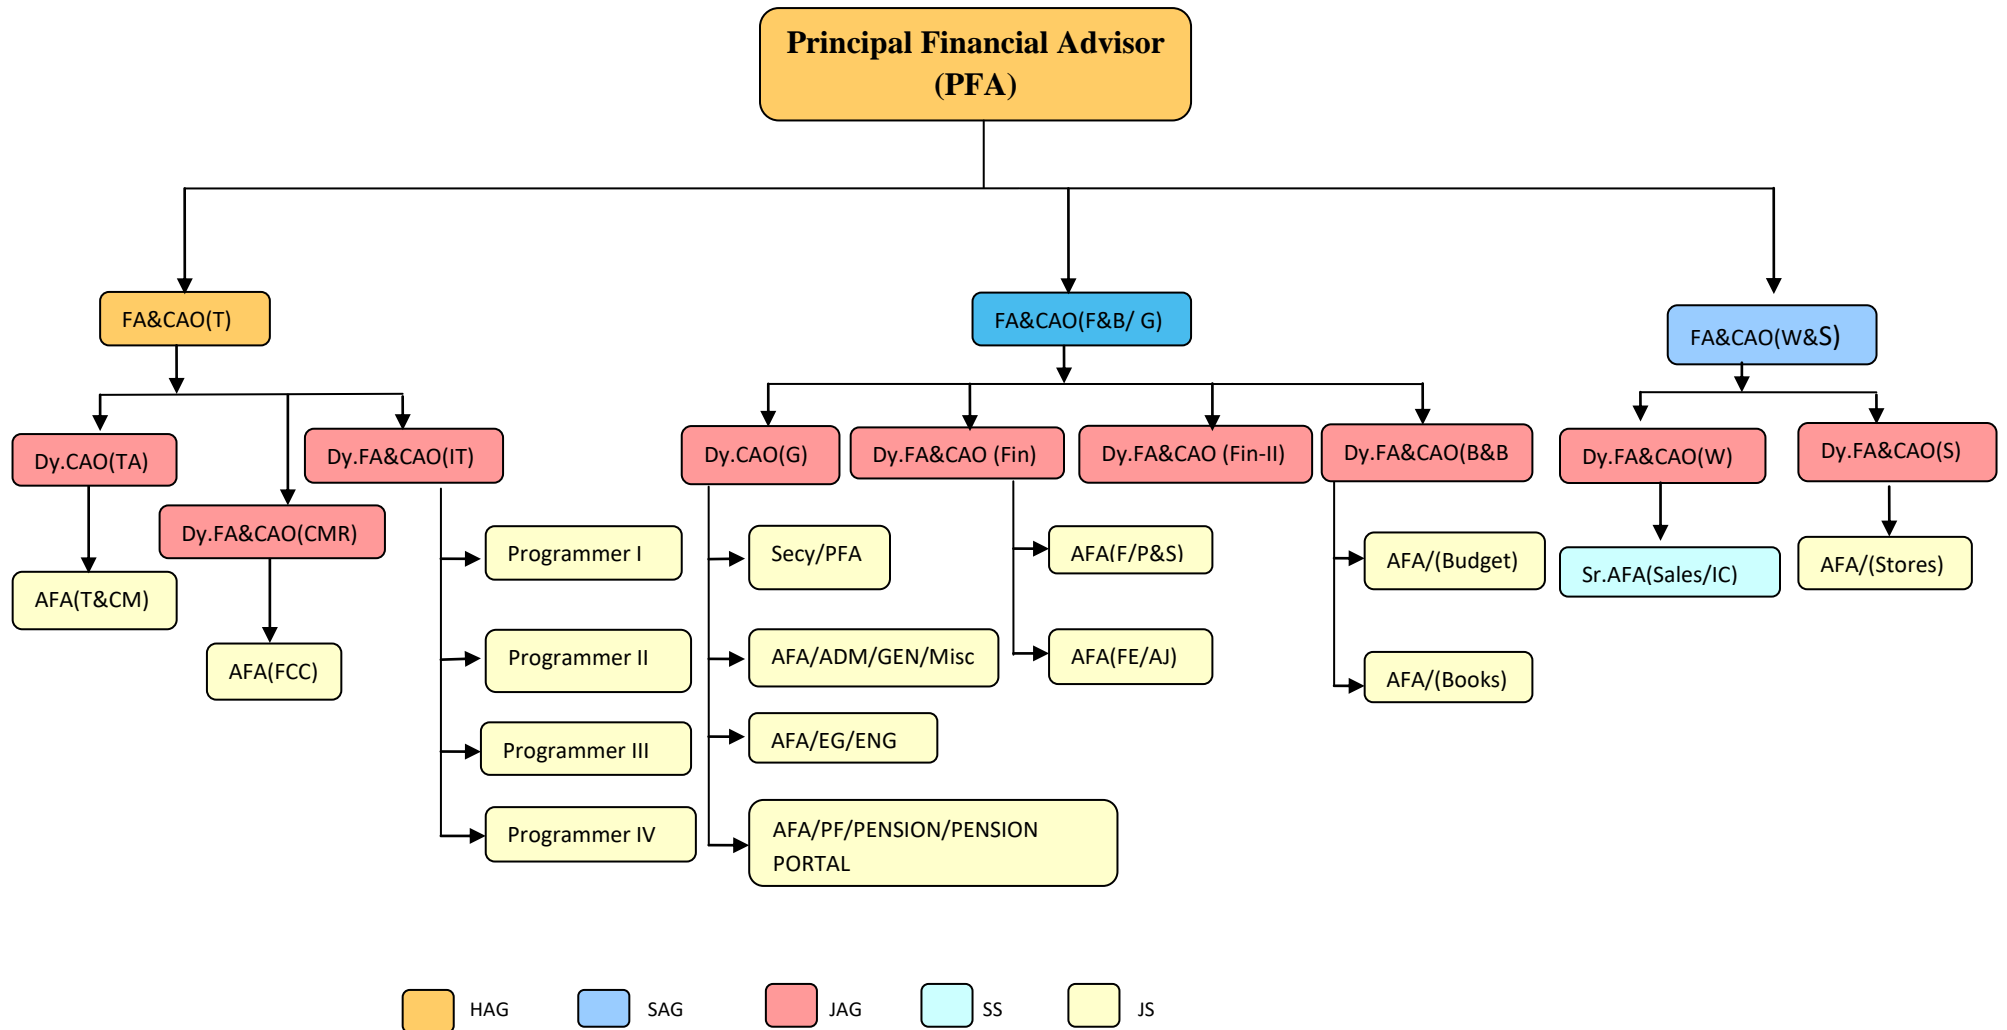 Principal Financial Advisor
(PFA)
FA&CAO(T)
FA&CAO(F&B/ G)
FA&CAO(W&S)
Dy.CAO(TA)
Dy.FA&CAO(IT)
Dy.CAO(G)
Dy.FA&CAO (Fin)
Dy.FA&CAO (Fin-II)
Dy.FA&CAO(B&B
Dy.FA&CAO(W)
Dy.FA&CAO(S)
Dy.FA&CAO(CMR)
Programmer I
Secy/PFA
AFA(F/P&S)
AFA/(Budget)
Sr.AFA(Sales/IC)
AFA/(Stores)
AFA(T&CM)
AFA(FCC)
Programmer II
AFA/ADM/GEN/Misc
AFA(FE/AJ)
AFA/(Books)
Programmer III
AFA/EG/ENG
Programmer IV
AFA/PF/PENSION/PENSION
PORTAL
HAG
SAG
JAG
SS
JS